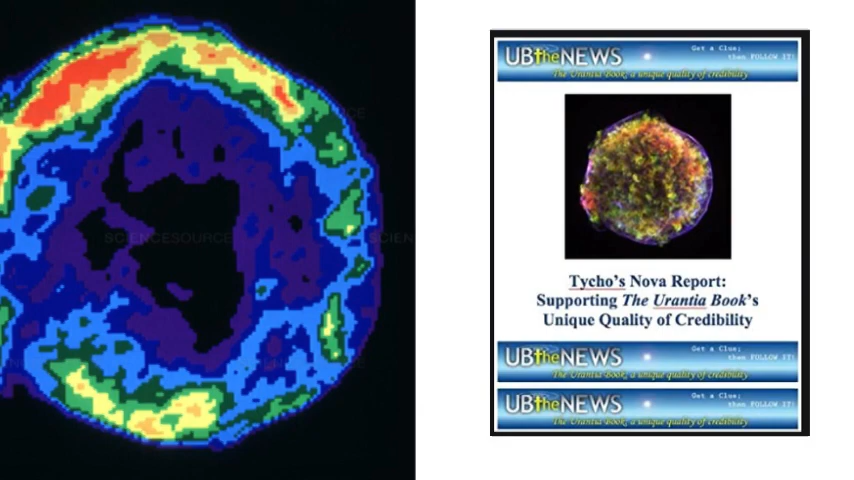 SCIENCESOURCE
UBtheNEWS
Get a Clue;
then FOLLOW IT!
The Urantia Book; a unique quality of credibility
Tycho's Nova Report:
Supporting The Urantia Book's
Unique Quality of Credibility
UBtheNEWS
Get a Clue;
then FOLLOW IT!
The Urantia Book; a unique quality of credibility
UBtheNEWS
Get a Clue;
then FOLLOW IT!
The Urantia Book; a unique quality of credibility